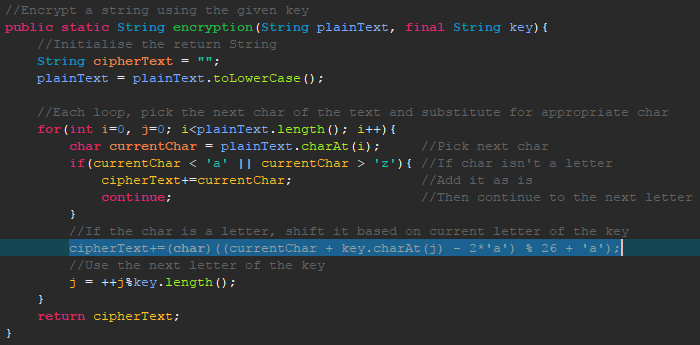 //Encrypt a string using the given key
public static String encryption(String plainText, final String key){
    //Initialise the return String
    String cipherText = "";
    plainText = plainText.toLowerCase();

    //Each loop, pick the next char of the text and substitute for appropriate char
    for(int i=0, j=0; i<plainText.length(); i++){
        char currentChar = plainText.charAt(i);      //Pick next char
        if(currentChar < 'a' || currentChar > 'z'){ //If char isn't a letter
            cipherText+=currentChar;                //Add it as is
            continue;                               //Then continue to the next letter
        }
        //If the char is a letter, shift it based on current letter of the key
        cipherText+=(char)((currentChar + key.charAt(j) - 2*'a') % 26 + 'a');
        //Use the next letter of the key
        j = ++j%key.length();
    }
    return cipherText;
}